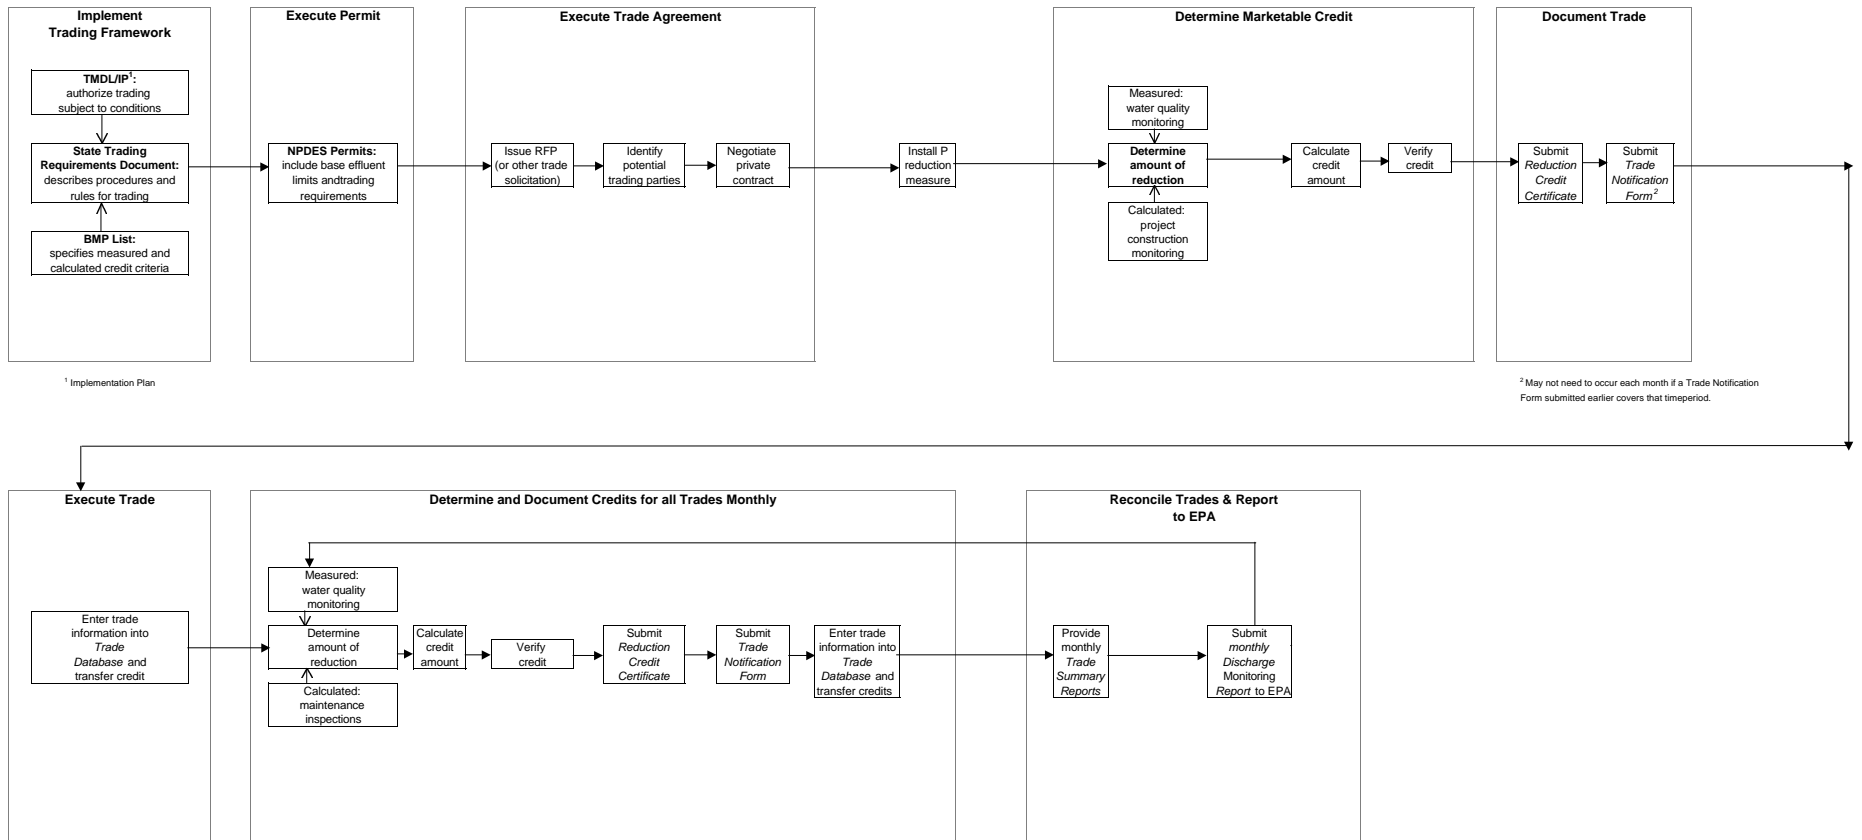 Implement
Trading Framework
TMDL/IP1:
authorize trading
subject to conditions
State Trading
Requirements Document:
describes procedures and
rules for trading
BMP List:
specifies measured and
calculated credit criteria
1 Implementation Plan
Execute Permit
NPDES Permits:
include base effluent
limits andtrading
requirements
Execute Trade Agreement
Issue RFP
(or other trade
solicitation)
Identify
potential
trading parties
Negotiate
private
contract
Install P
reduction
measure
Determine Marketable Credit
Measured:
water quality
monitoring
Determine
amount of
reduction
Calculated:
project
construction
monitoring
Calculate
credit
amount
Verify
credit
Document Trade
Submit
Reduction
Credit
Certificate
Submit
Trade
Notification
Form2
2 May not need to occur each month if a Trade Notification
Form submitted earlier covers that timeperiod.
Execute Trade
Enter trade
information into
Trade
Database and
transfer credit
Determine and Document Credits for all Trades Monthly
Measured:
water quality
monitoring
Determine
amount of
reduction
Calculated:
maintenance
inspections
Calculate
credit
amount
Verify
credit
Submit
Reduction
Credit
Certificate
Submit
Trade
Notification
Form
Enter trade
information into
Trade
Database and
transfer credits
Reconcile Trades & Report
to EPA
Provide
monthly
Trade
Summary
Reports
Submit
monthly
Discharge
Monitoring
Report to EPA